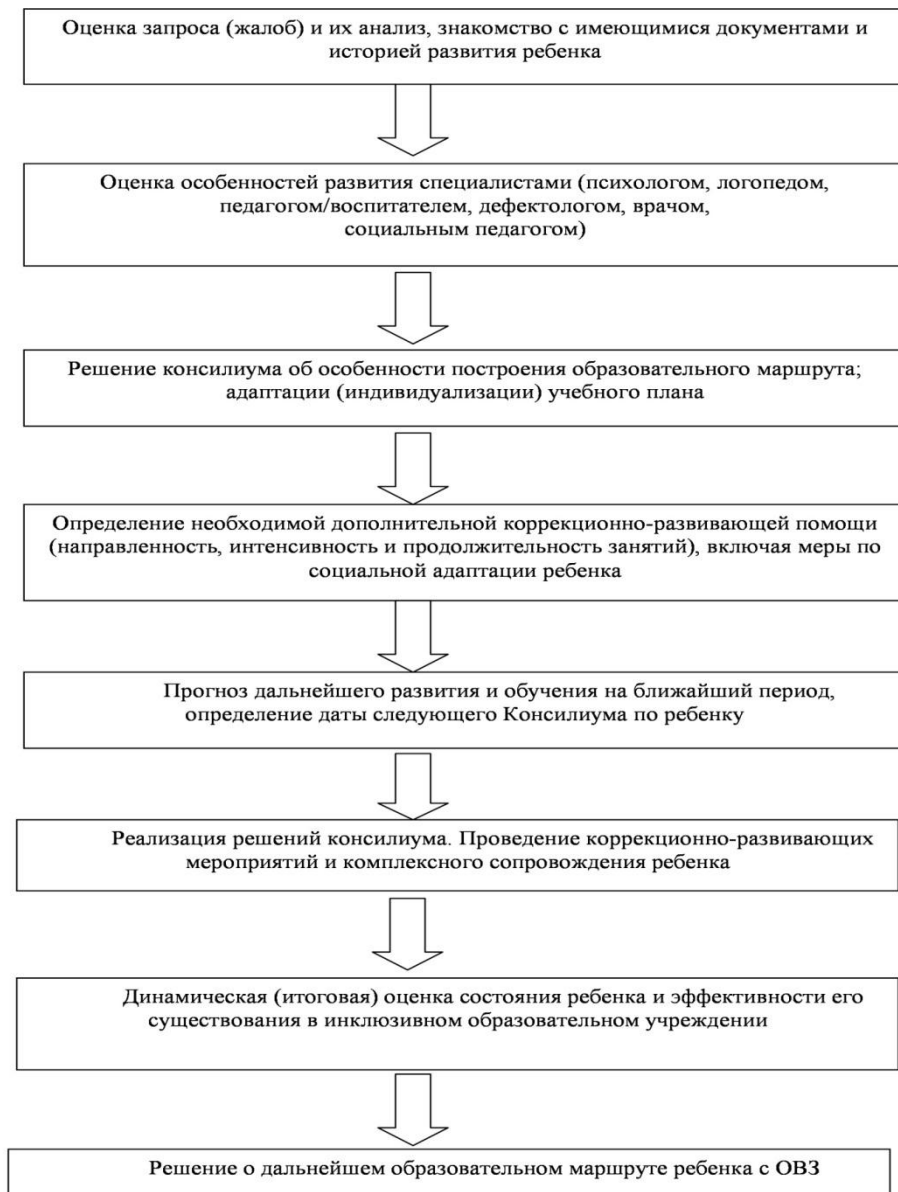 Оценка запроса (жалоб) и их анализ, знакомство с имеющимися документами и
историей развития ребенка
Оценка особенностей развития специалистами (психологом, логопедом,
педагогом/воспитателем, дефектологом, врачом,
социальным педагогом)
Решение консилиума об особенности построения образовательного маршрута;
адаптации (индивидуализации) учебного плана
Определение необходимой дополнительной коррекционно-развивающей помощи
(направленность, интенсивность и продолжительность занятий), включая меры по
социальной адаптации ребенка
Прогноз дальнейшего развития и обучения на ближайший период,
определение даты следующего Консилиума по ребенку
Реализация решений консилиума. Проведение коррекционно-развивающих
мероприятий и комплексного сопровождения ребенка
Динамическая (итоговая) оценка состояния ребенка и эффективности его
существования в инклюзивном образовательном учреждении
Решение о дальнейшем образовательном маршруте ребенка с ОВЗ